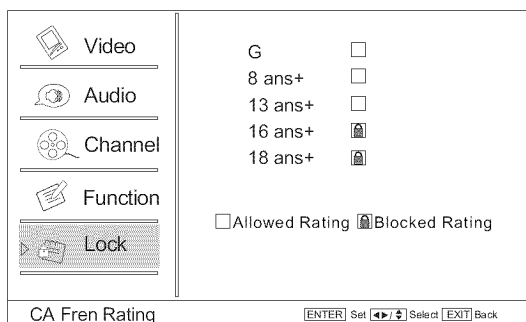 Video
Audio
Channel
Function
Lock
G
8 ans+
13 ans+
16 ans+
18 ans+
Allowed Rating Blocked Rating
CA Fren Rating
ENTER Set ◀▶/▲▼ Select EXIT Back